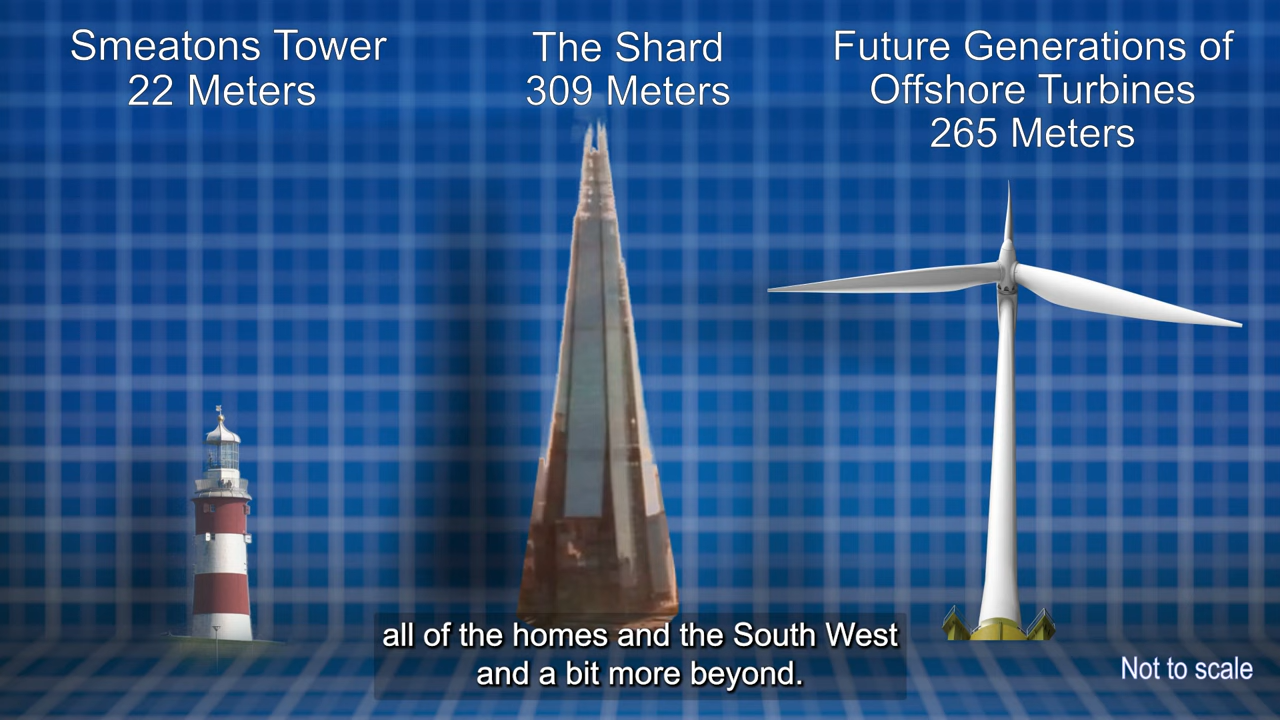 Smeatons Tower
22 Meters
The Shard
309 Meters
Future Generations of
Offshore Turbines
265 Meters
all of the homes and the South West
and a bit more beyond.
Not to scale